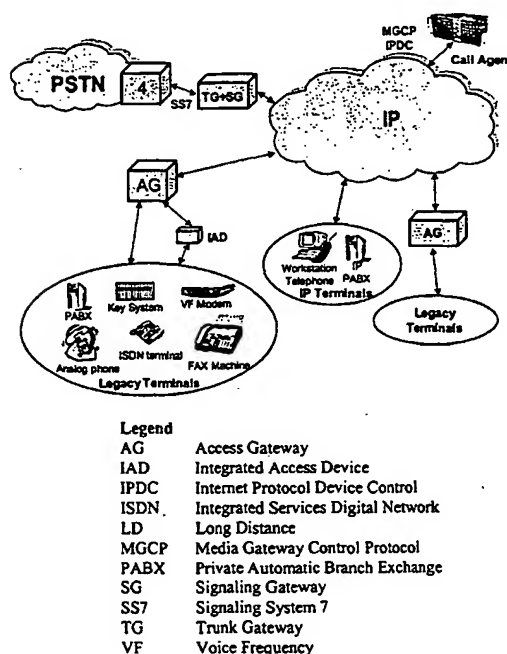 MGCP
IPDC
Call Agent
PSTN
4
SS7
TG+SG
IP
AG
IAD
AG
Workstation
Telephone
IP
PABX
IP Terminals
Legacy
Terminals
PABX
Key System
VF Modem
Analog phone
ISDN terminal
FAX Machine
Legacy Terminals
Legend
AG Access Gateway
IAD Integrated Access Device
IPDC Internet Protocol Device Control
ISDN Integrated Services Digital Network
LD Long Distance
MGCP Media Gateway Control Protocol
PABX Private Automatic Branch Exchange
SG Signaling Gateway
SS7 Signaling System 7
TG Trunk Gateway
VF Voice Frequency